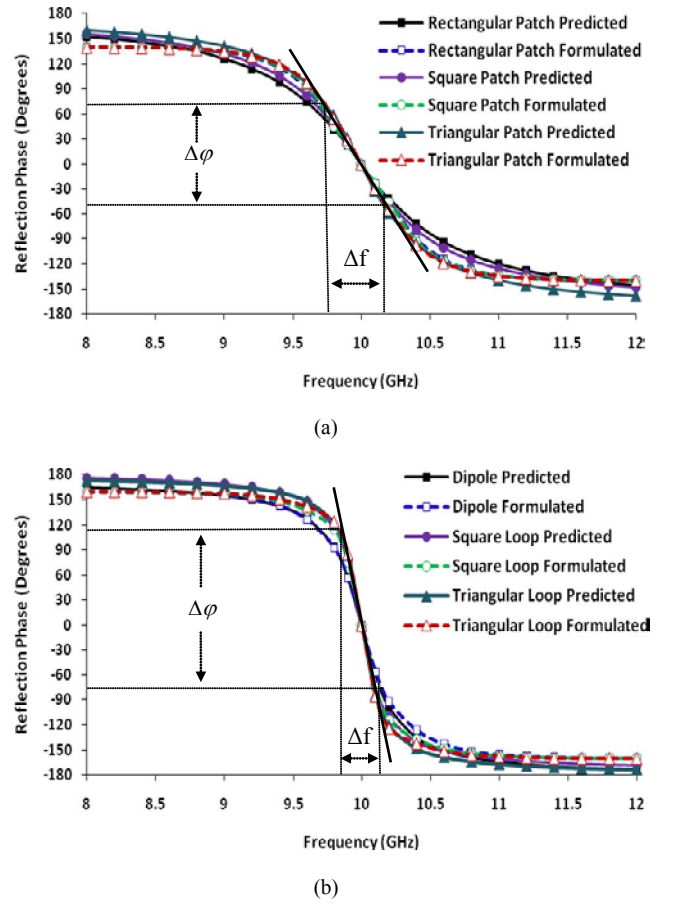 Reflection Phase (Degrees)
180
150
120
90
60
30
0
-30
-60
-90
-120
-150
-180
Rectangular Patch Predicted
Rectangular Patch Formulated
Square Patch Predicted
Square Patch Formulated
Triangular Patch Predicted
Triangular Patch Formulated
Δφ
Δf
8 8.5 9 9.5 10 10.5 11 11.5 12
Frequency (GHz)
(a)
Reflection Phase (Degrees)
180
150
120
90
60
30
0
-30
-60
-90
-120
-150
-180
Dipole Predicted
Dipole Formulated
Square Loop Predicted
Square Loop Formulated
Triangular Loop Predicted
Triangular Loop Formulated
Δφ
Δf
8 8.5 9 9.5 10 10.5 11 11.5 12
Frequency (GHz)
(b)